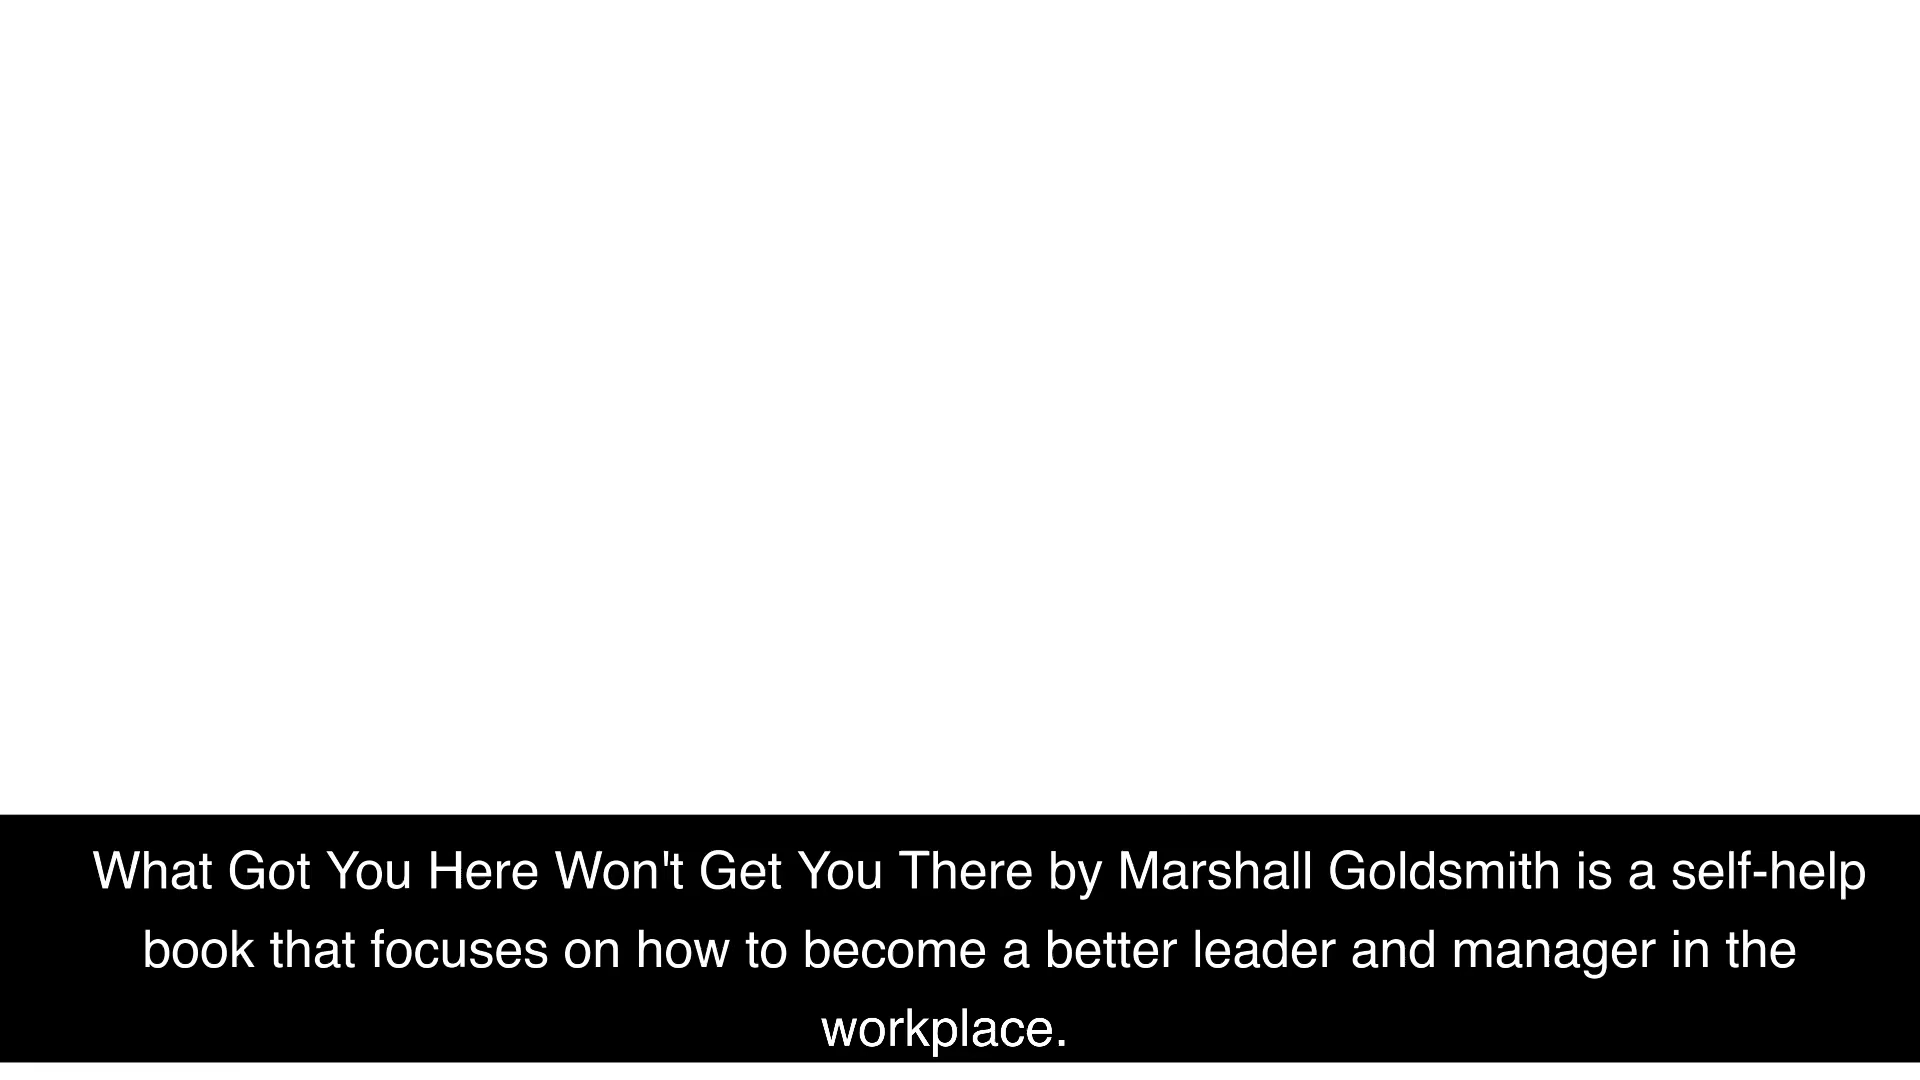 What Got You Here Won't Get You There by Marshall Goldsmith is a self-help
book that focuses on how to become a better leader and manager in the
workplace.